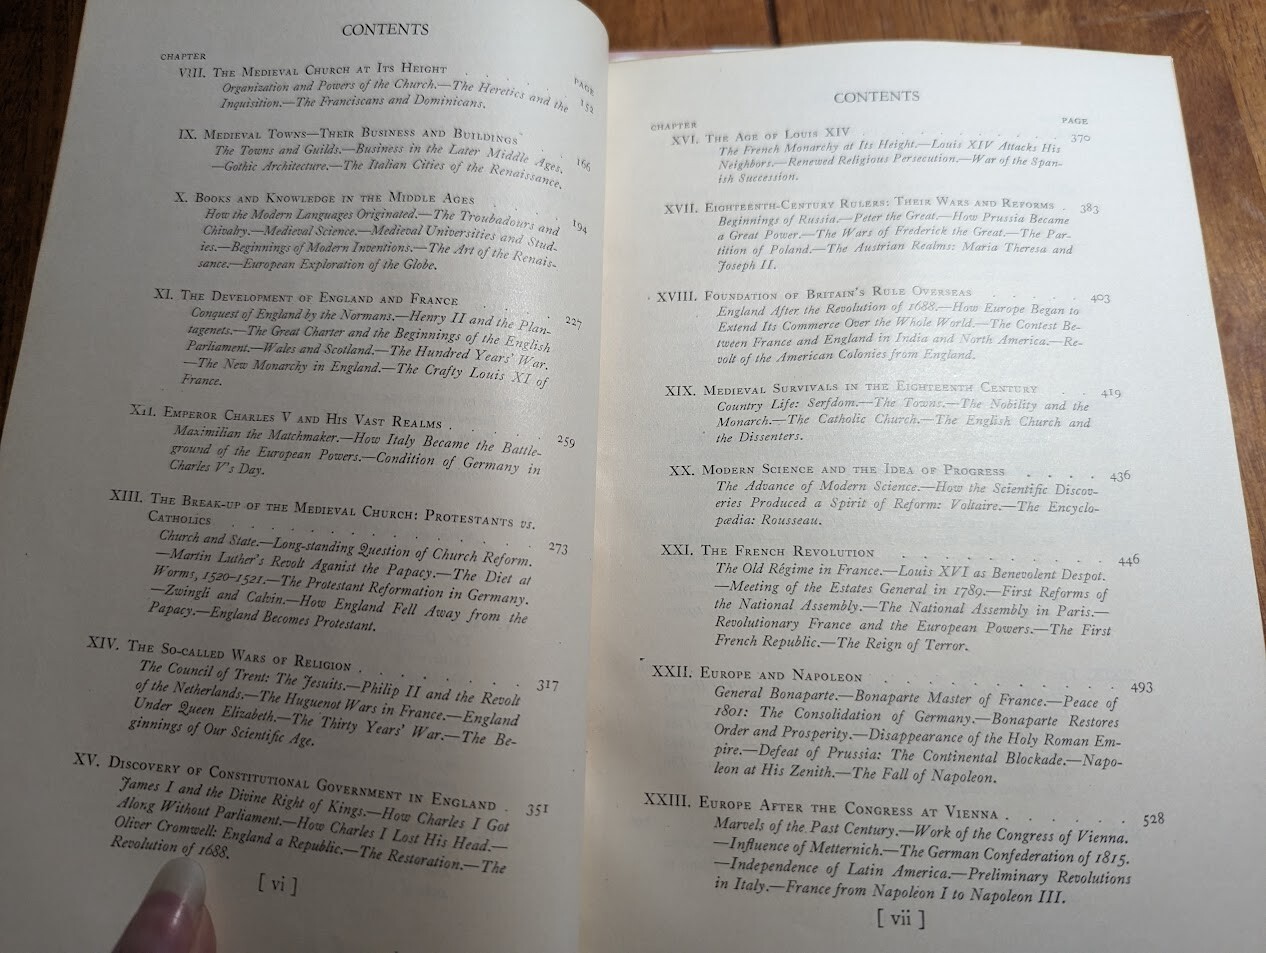 CONTENTS
CHAPTER
PAGE
VIII. The Medieval Church at Its Height . . . . . 152
Organization and Powers of the Church.—The Heretics and the
Inquisition.—The Franciscans and Dominicans.
IX. Medieval Towns—Their Business and Buildings . 166
The Towns and Guilds.—Business in the Later Middle Ages.
—Gothic Architecture.—The Italian Cities of the Renaissance.
X. Books and Knowledge in the Middle Ages . . . . 194
How the Modern Languages Originated.—The Troubadours and
Chivalry.—Medieval Science.—Medieval Universities and Stud-
ies.—Beginnings of Modern Inventions.—The Art of the Renais-
sance.—European Exploration of the Globe.
XI. The Development of England and France . . . . 227
Conquest of England by the Normans.—Henry II and the Plan-
tagenets.—The Great Charter and the Beginnings of the English
Parliament.—Wales and Scotland.—The Hundred Years' War.
—The New Monarchy in England.—The Crafty Louis XI of
France.
XII. Emperor Charles V and His Vast Realms . . . . . 259
Maximilian the Matchmaker.—How Italy Became the Battle-
ground of the European Powers.—Condition of Germany in
Charles V's Day.
XIII. The Break-up of the Medieval Church: Protestants vs.
Catholics . . . . . . . . . . . . 273
Church and State.—Long-standing Question of Church Reform.
—Martin Luther's Revolt Aganist the Papacy.—The Diet at
Worms, 1520–1521.—The Protestant Reformation in Germany.
—Zwingli and Calvin.—How England Fell Away from the
Papacy.—England Becomes Protestant.
XIV. The So-called Wars of Religion . . . . . . . . 317
The Council of Trent: The Jesuits.—Philip II and the Revolt
of the Netherlands.—The Huguenot Wars in France.—England
Under Queen Elizabeth.—The Thirty Years' War.—The Be-
ginnings of Our Scientific Age.
XV. Discovery of Constitutional Government in England . 351
James I and the Divine Right of Kings.—How Charles I Got
Along Without Parliament.—How Charles I Lost His Head.—
Oliver Cromwell: England a Republic.—The Restoration.—The
Revolution of 1688.
[ vi ]
CONTENTS
CHAPTER
PAGE
XVI. The Age of Louis XIV . . . . . . . . . . 370
The French Monarchy at Its Height.—Louis XIV Attacks His
Neighbors.—Renewed Religious Persecution.—War of the Span-
ish Succession.
XVII. Eighteenth-Century Rulers: Their Wars and Reforms . 383
Beginnings of Russia.—Peter the Great.—How Prussia Became
a Great Power.—The Wars of Frederick the Great.—The Par-
tition of Poland.—The Austrian Realms: Maria Theresa and
Joseph II.
XVIII. Foundation of Britain's Rule Overseas . . . . . 403
England After the Revolution of 1688.—How Europe Began to
Extend Its Commerce Over the Whole World.—The Contest Be-
tween France and England in India and North America.—Re-
volt of the American Colonies from England.
XIX. Medieval Survivals in the Eighteenth Century . . . 419
Country Life: Serfdom.—The Towns.—The Nobility and the
Monarch.—The Catholic Church.—The English Church and
the Dissenters.
XX. Modern Science and the Idea of Progress . . . . 436
The Advance of Modern Science.—How the Scientific Discov-
eries Produced a Spirit of Reform: Voltaire.—The Encyclo-
pædia: Rousseau.
XXI. The French Revolution . . . . . . . . . 446
The Old Régime in France.—Louis XVI as Benevolent Despot.
—Meeting of the Estates General in 1789.—First Reforms of
the National Assembly.—The National Assembly in Paris.—
Revolutionary France and the European Powers.—The First
French Republic.—The Reign of Terror.
XXII. Europe and Napoleon . . . . . . . . . . 493
General Bonaparte.—Bonaparte Master of France.—Peace of
1801: The Consolidation of Germany.—Bonaparte Restores
Order and Prosperity.—Disappearance of the Holy Roman Em-
pire.—Defeat of Prussia: The Continental Blockade.—Napo-
leon at His Zenith.—The Fall of Napoleon.
XXIII. Europe After the Congress at Vienna . . . . . . 528
Marvels of the Past Century.—Work of the Congress of Vienna.
—Influence of Metternich.—The German Confederation of 1815.
—Independence of Latin America.—Preliminary Revolutions
in Italy.—France from Napoleon I to Napoleon III.
[ vii ]